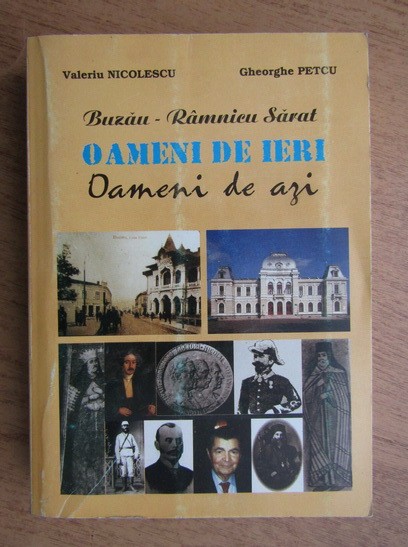 Valeriu NICOLESCU Gheorghe PETCU
Buzău - Râmnicu Sărat
OAMENI DE IERI
Oameni de azi